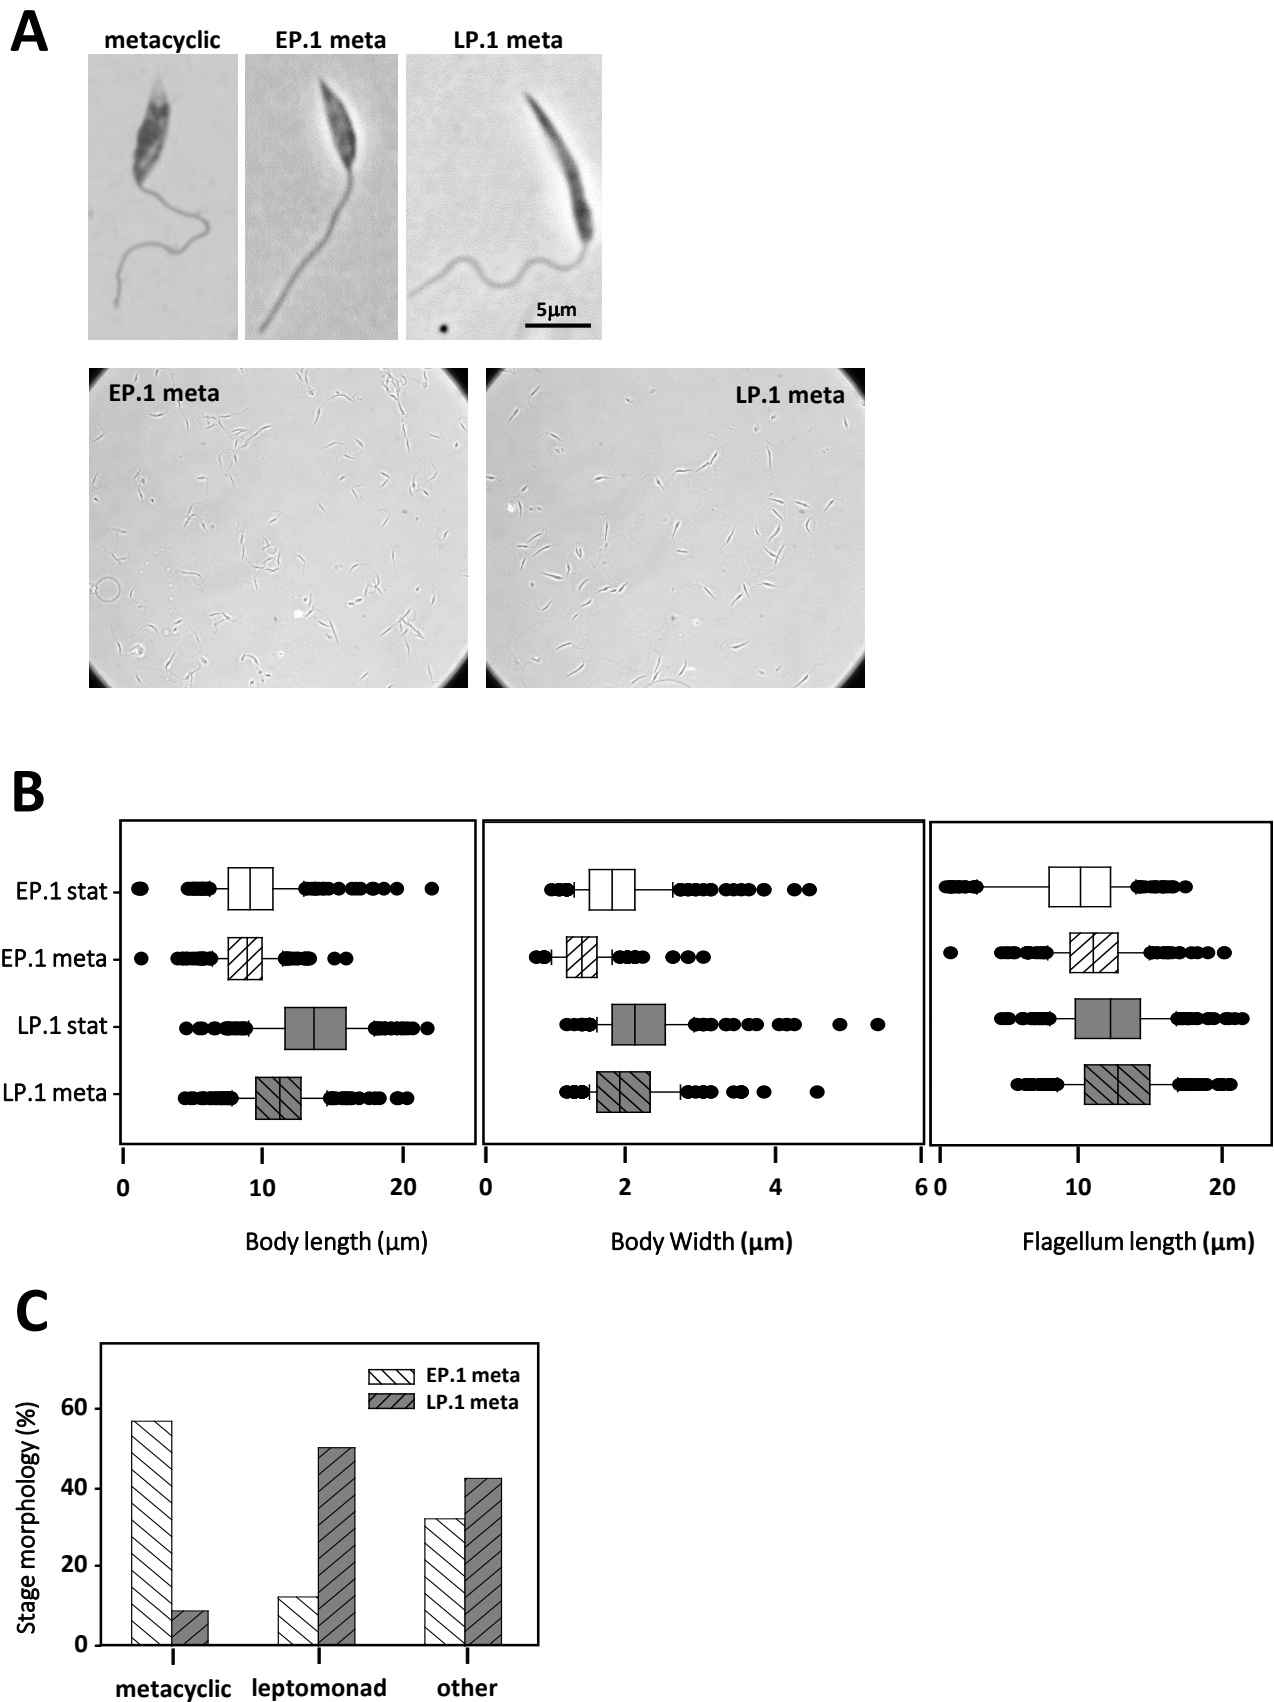 A
metacyclic
EP.1 meta
LP.1 meta
5µm
EP.1 meta
LP.1 meta
B
EP.1 stat
EP.1 meta
LP.1 stat
LP.1 meta
0 10 20
0 2 4 6
0 10 20
Body length (µm)
Body Width (µm)
Flagellum length (µm)
C
EP.1 meta
LP.1 meta
Stage morphology (%)
60
40
20
0
metacyclic
leptomonad
other